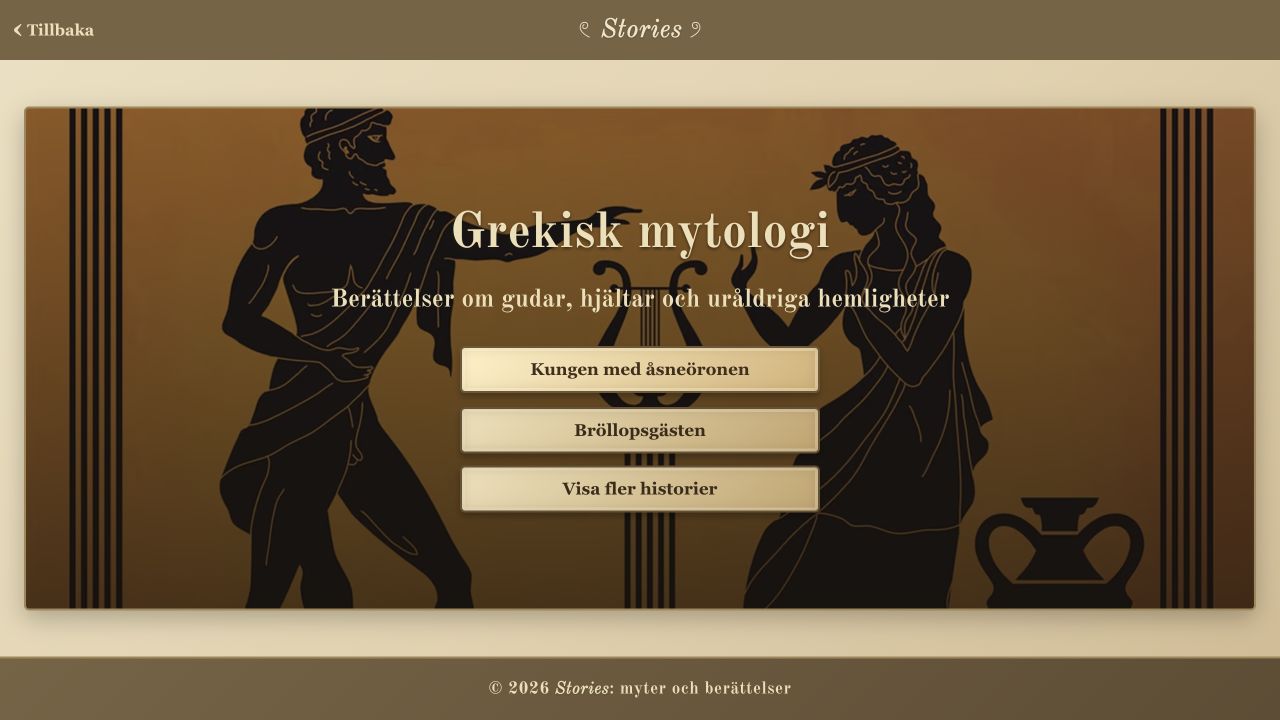 Tillbaka
Stories
Grekisk mytologi
Berättelser om gudar, hjältar och uråldriga hemligheter
Kungen med åsneöronen
Bröllopsgästen
Visa fler historier
© 2026 Stories: myter och berättelser